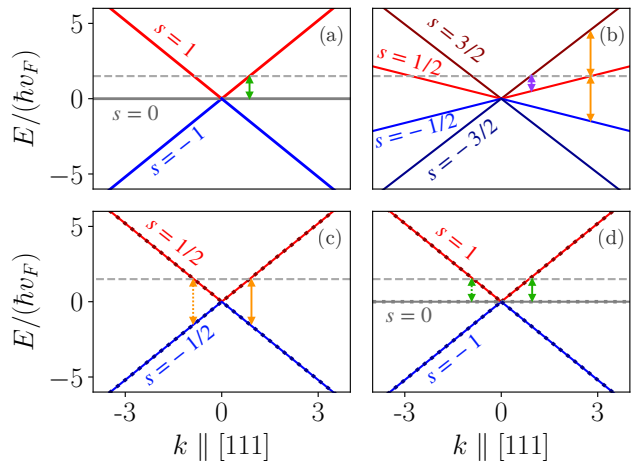 5
0
−5
E/(ħv_F)
s = 1
s = 0
s = −1
(a)
s = 3/2
s = 1/2
s = −1/2
s = −3/2
(b)
5
0
−5
E/(ħv_F)
s = 1/2
s = −1/2
(c)
s = 1
s = 0
s = −1
(d)
-3
0
3
-3
0
3
k ∥ [111]
k ∥ [111]